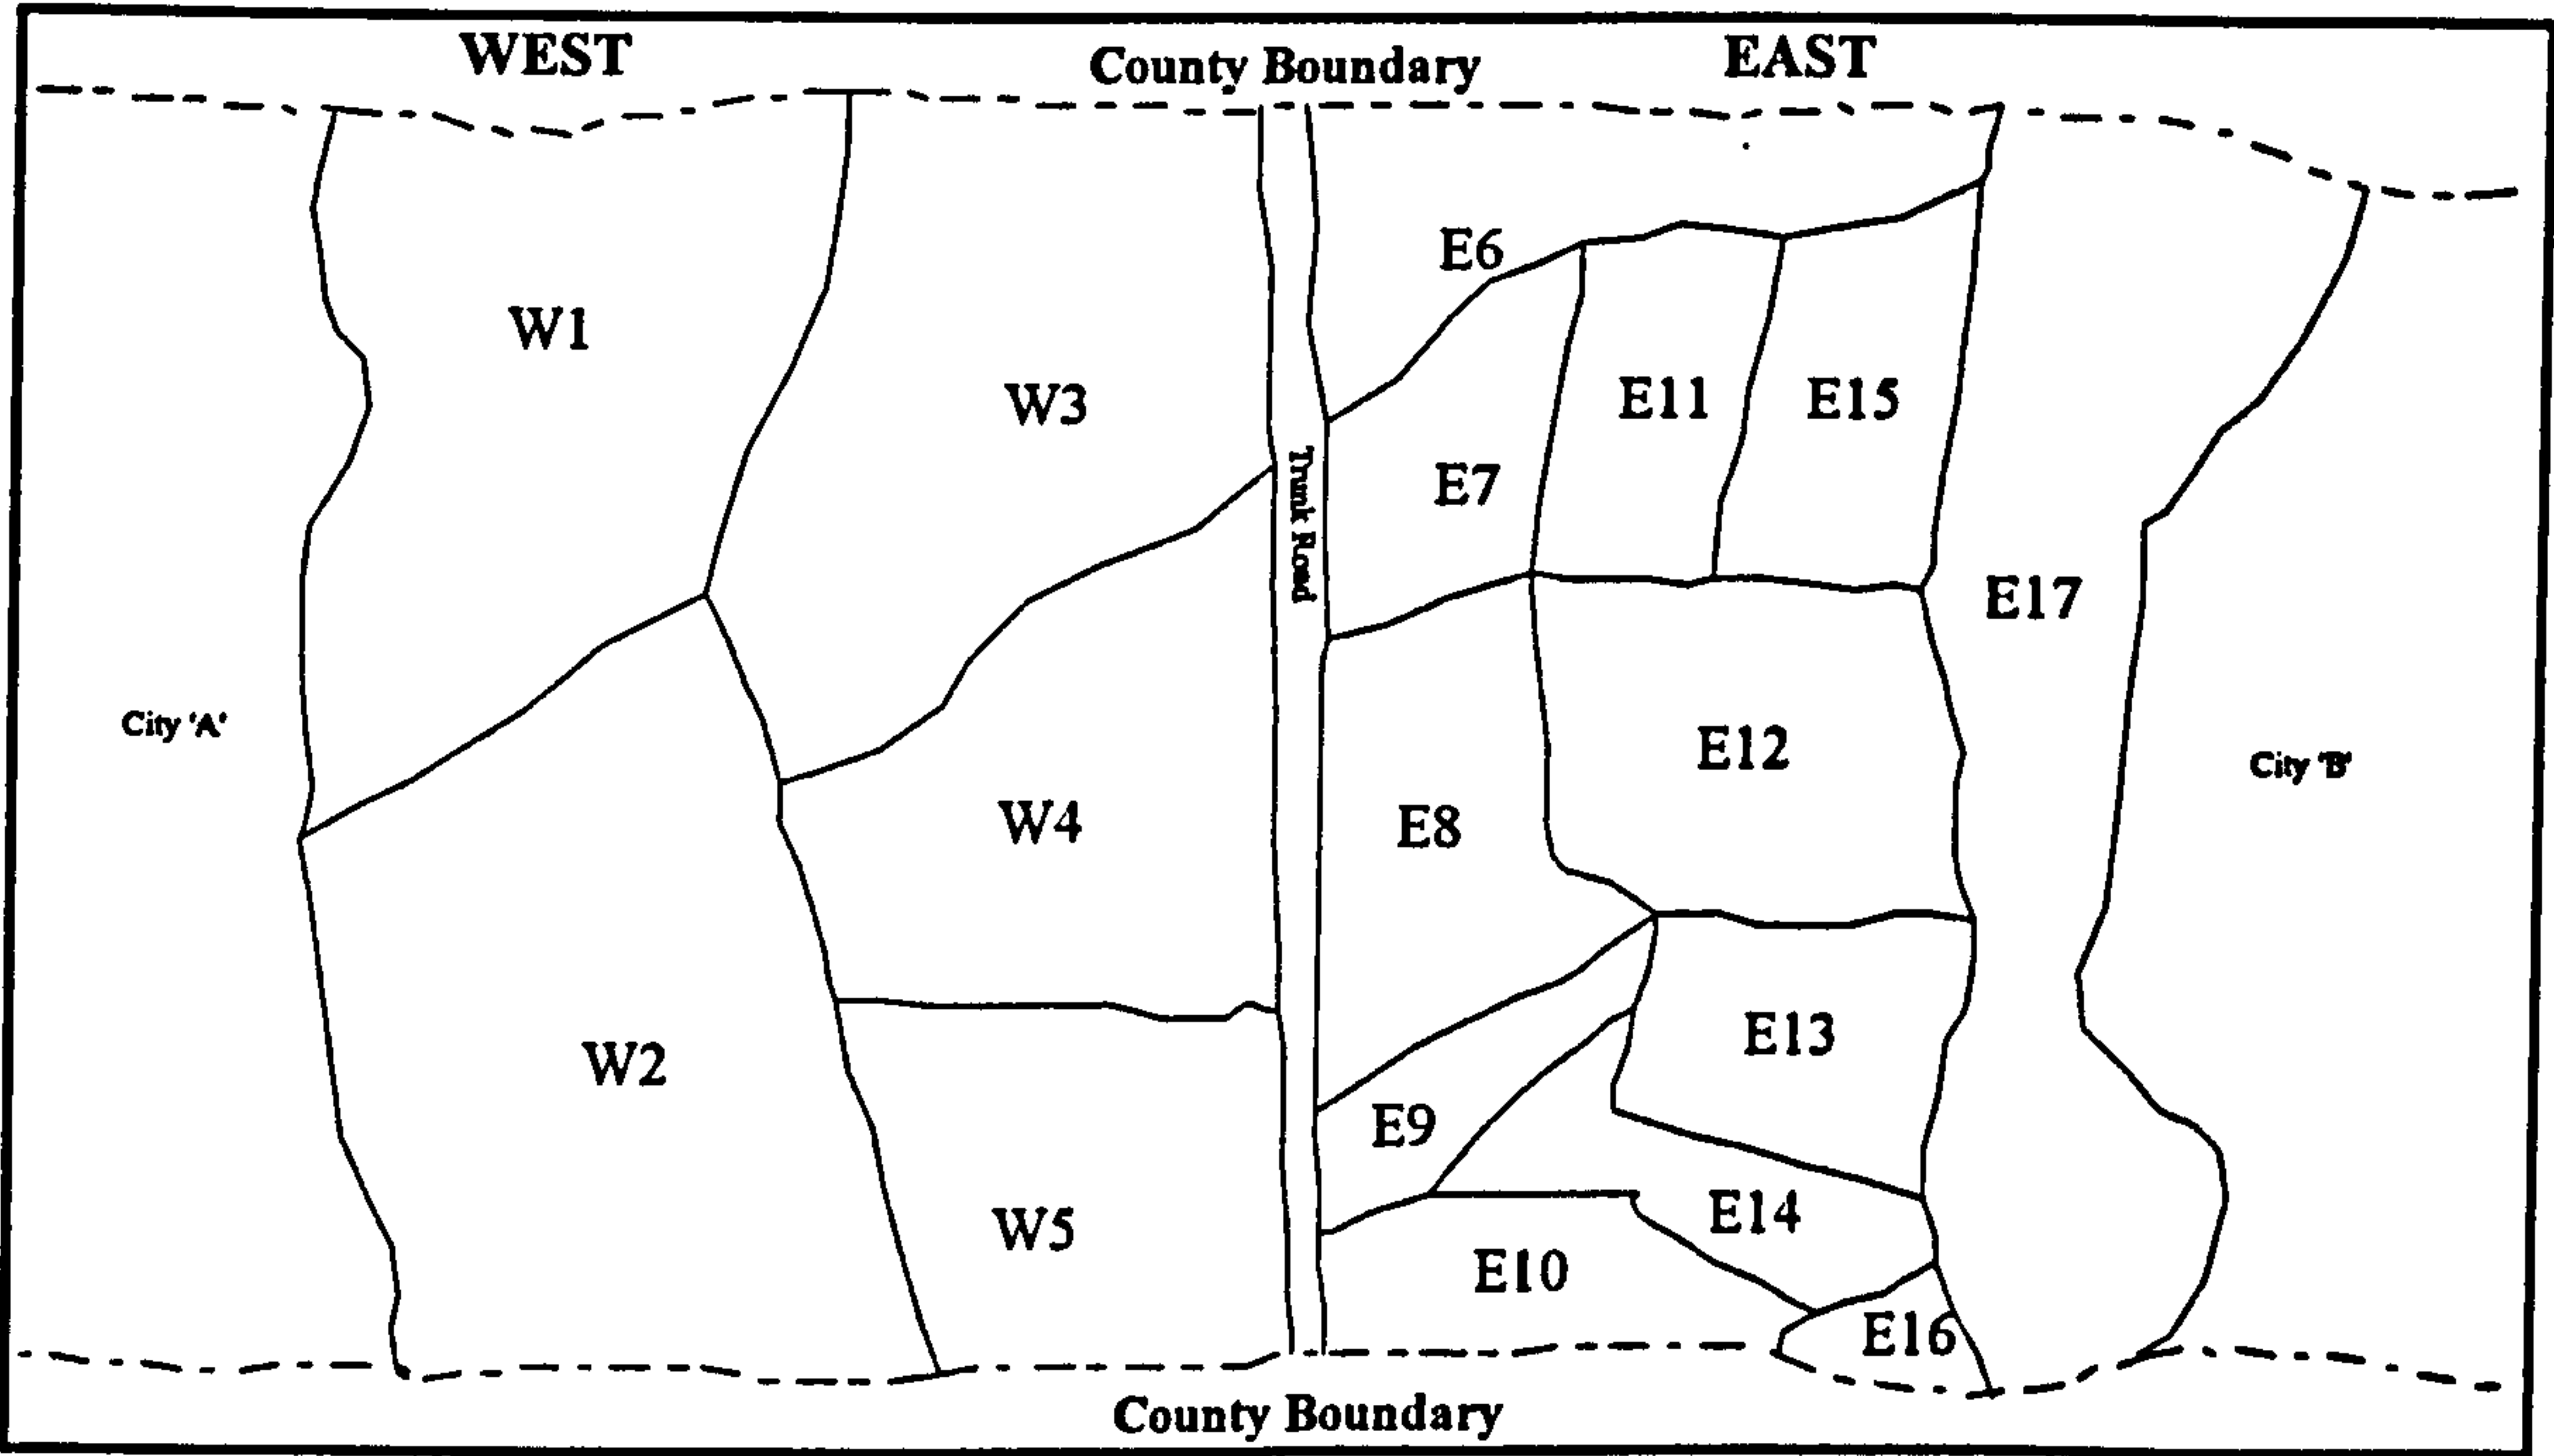 WEST
County Boundary
EAST
W1
W3
E6
E11
E15
E7
Trunk Road
E17
City 'A'
W4
E8
E12
City 'B'
W2
E9
E13
W5
E14
E10
E16
County Boundary